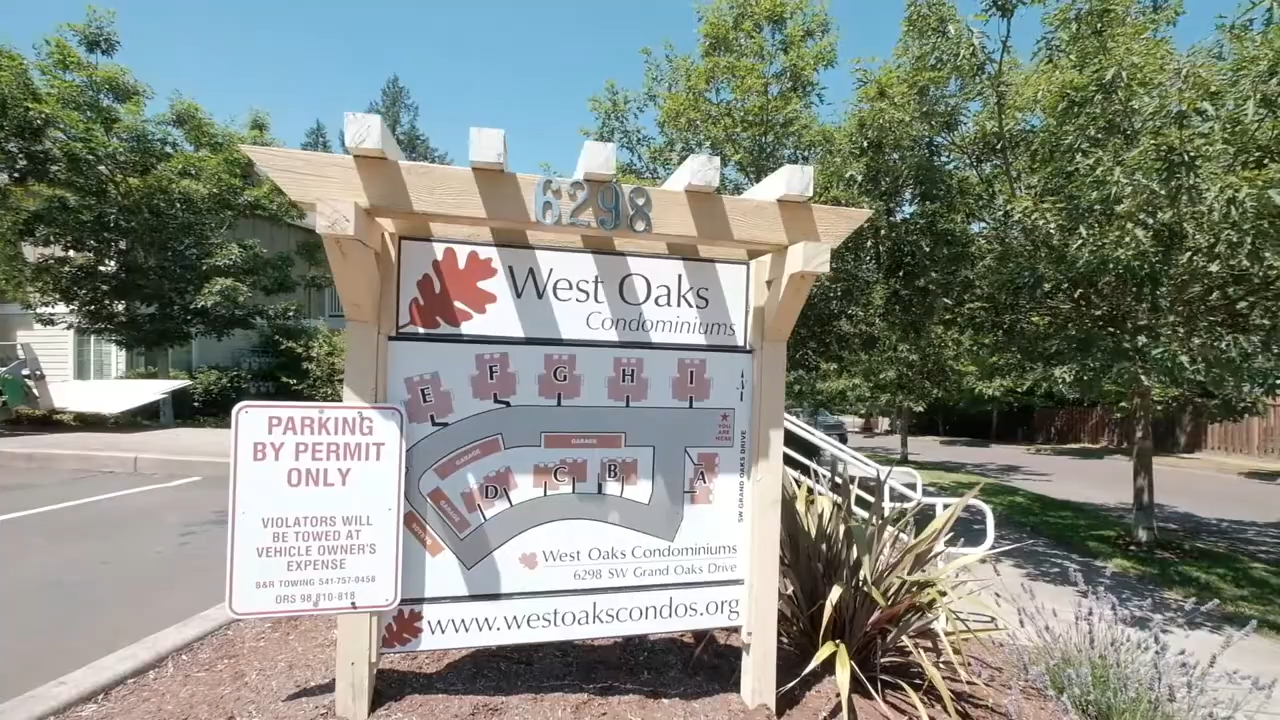 6298
West Oaks
Condominiums
E
F
G
H
I
YOU
ARE
HERE
GARAGE
GARAGE
GARAGE
D
C
B
A
SW GRAND OAKS DRIVE
West Oaks Condominiums
6298 SW Grand Oaks Drive
www.westoakscondos.org
PARKING
BY PERMIT
ONLY
VIOLATORS WILL
BE TOWED AT
VEHICLE OWNER'S
EXPENSE
B&R TOWING 541-757-0458
ORS 98.810-818